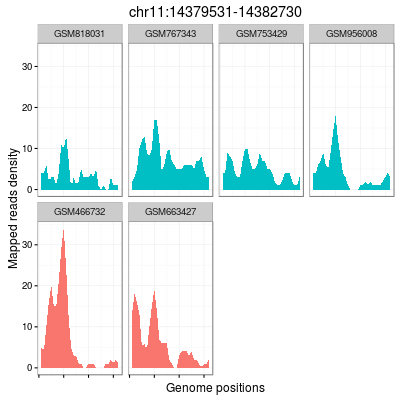 chr11:14379531-14382730
GSM818031 GSM767343 GSM753429 GSM956008
30
20
10
0
GSM466732 GSM663427
30
20
10
0
Mapped reads density
Genome positions